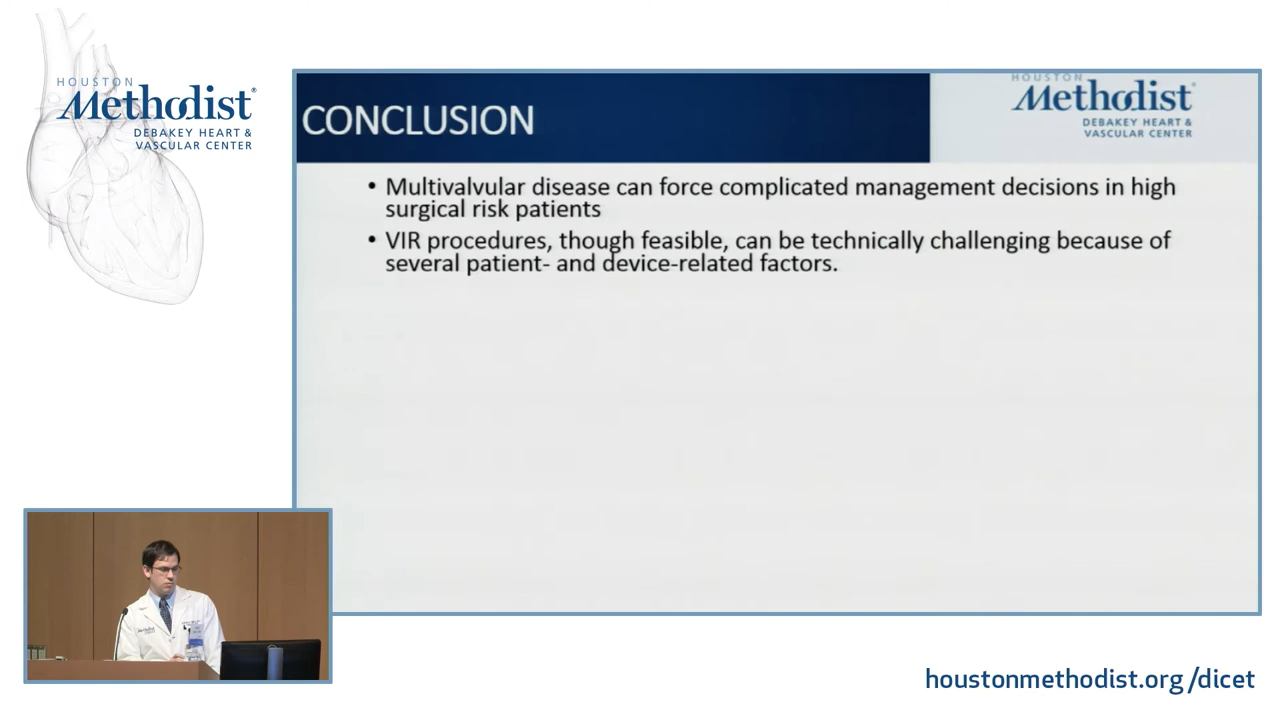 HOUSTON
Methodist®
DEBAKEY HEART &
VASCULAR CENTER
CONCLUSION
HOUSTON
Methodist®
DEBAKEY HEART &
VASCULAR CENTER
• Multivalvular disease can force complicated management decisions in high
surgical risk patients
• VIR procedures, though feasible, can be technically challenging because of
several patient- and device-related factors.
houstonmethodist.org/dicet